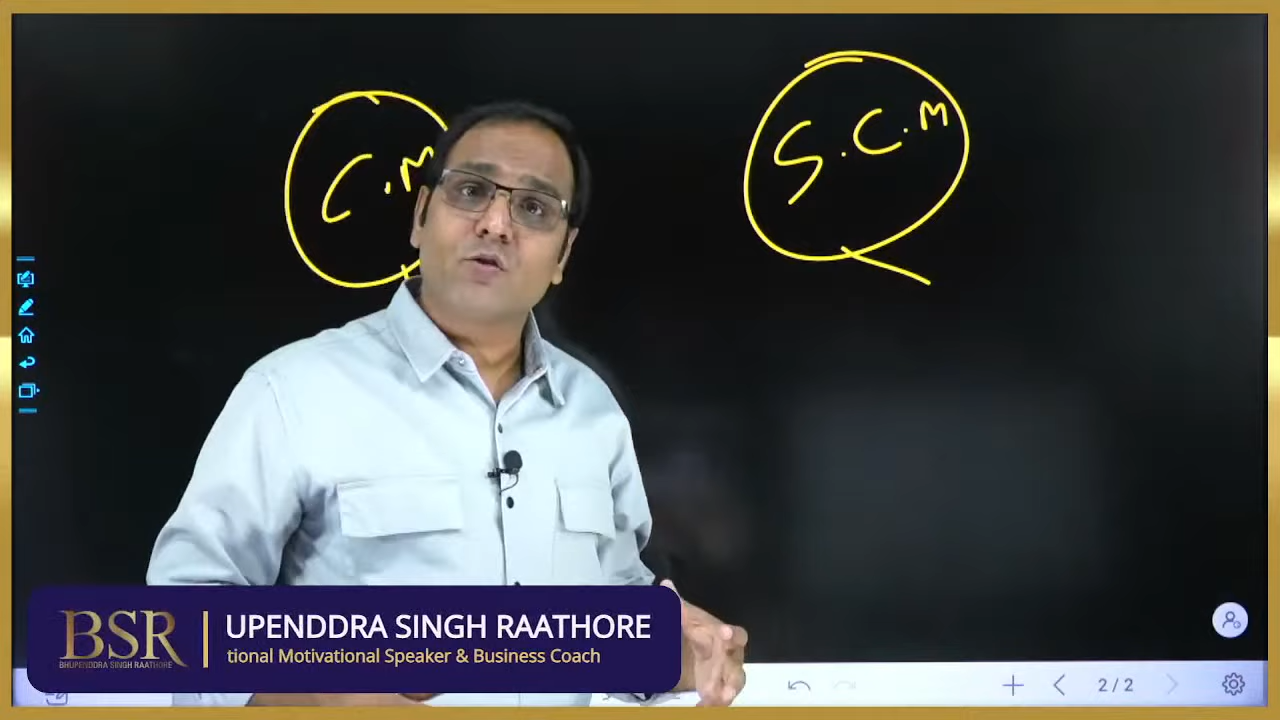 C.M
S.C.M
BSR
BHUPENDDRA SINGH RAATHORE
UPENDDRA SINGH RAATHORE
tional Motivational Speaker & Business Coach
2/2